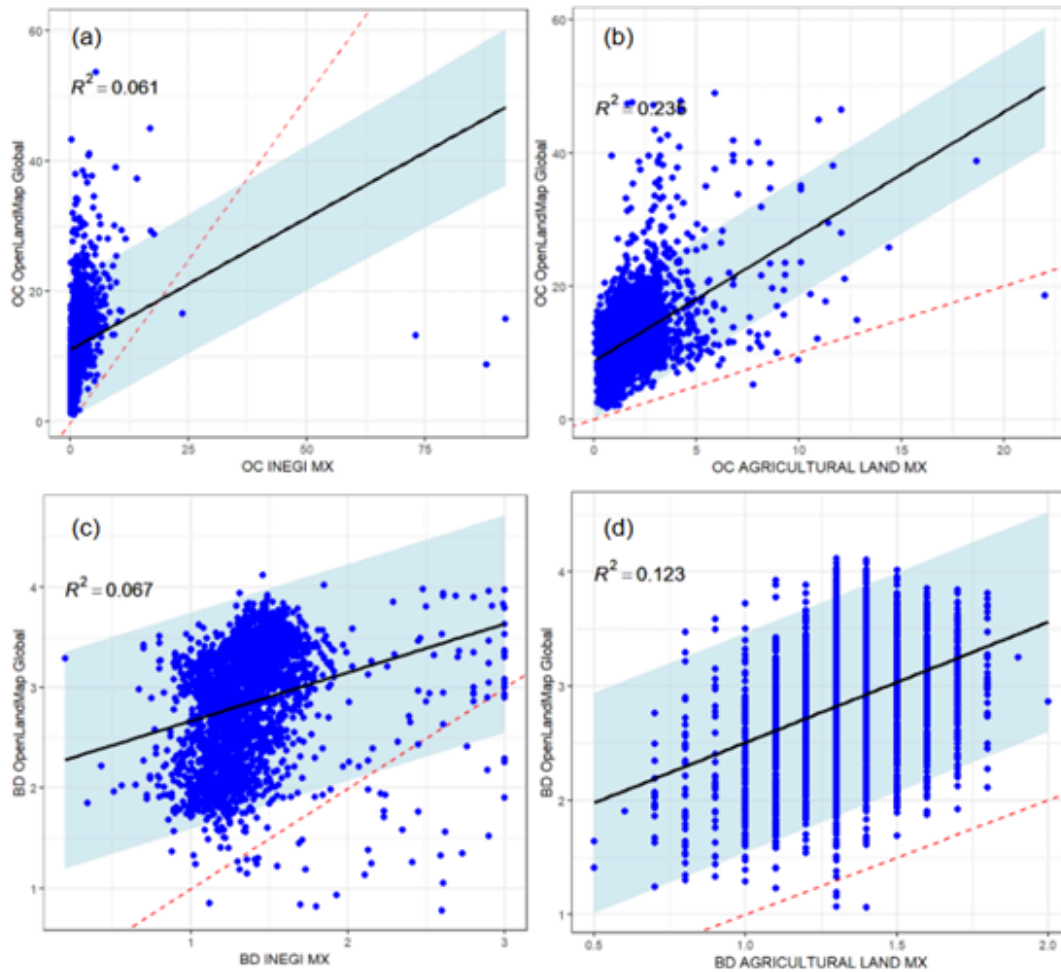 (a)
R² = 0.061
60
40
20
0
OC OpenLandMap Global
0 25 50 75
OC INEGI MX
(b)
R² = 0.235
60
40
20
0
OC OpenLandMap Global
0 5 10 15 20
OC AGRICULTURAL LAND MX
(c)
R² = 0.067
4
3
2
1
BD OpenLandMap Global
1 2 3
BD INEGI MX
(d)
R² = 0.123
4
3
2
1
BD OpenLandMap Global
0.5 1.0 1.5 2.0
BD AGRICULTURAL LAND MX